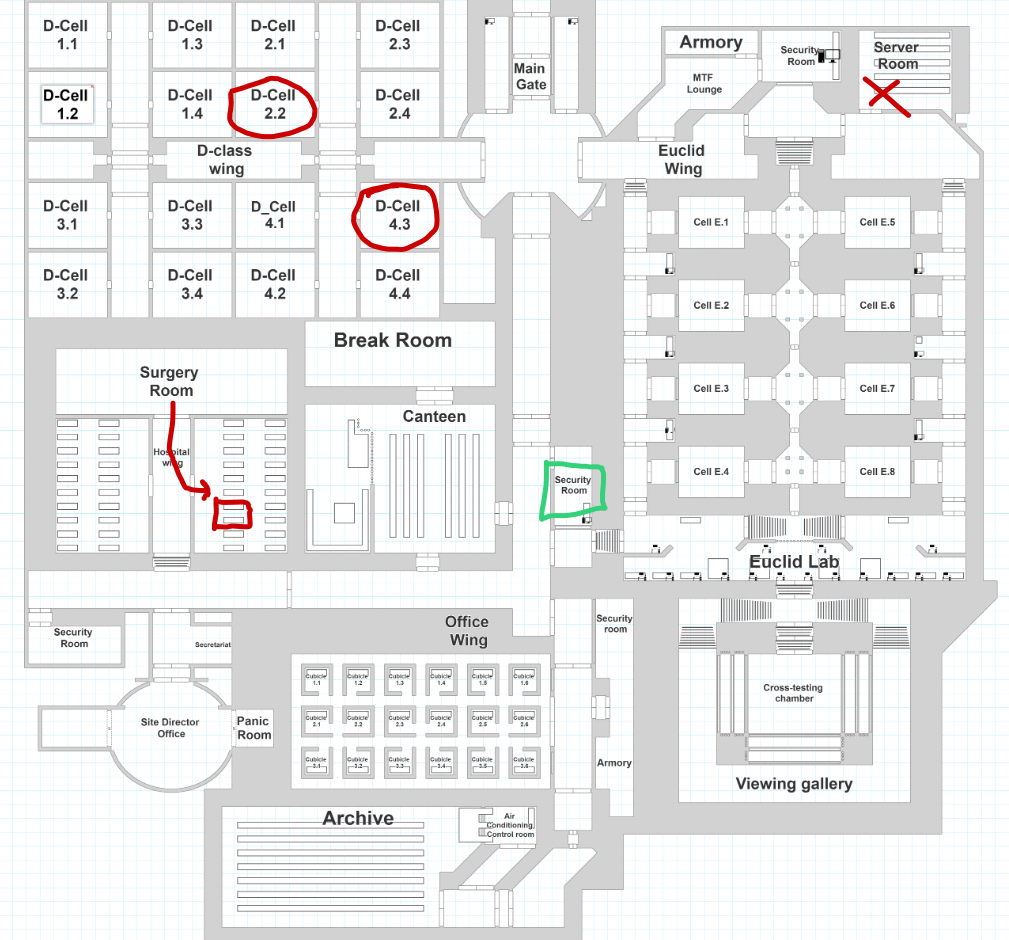 D-Cell
1.1
D-Cell
1.3
D-Cell
2.1
D-Cell
2.3
Main
Gate
Armory
Security
Room
Server
Room
MTF
Lounge
D-Cell
1.2
D-Cell
1.4
D-Cell
2.2
D-Cell
2.4
D-class
wing
Euclid
Wing
D-Cell
3.1
D-Cell
3.3
D_Cell
4.1
D-Cell
4.3
Cell E.1
Cell E.5
D-Cell
3.2
D-Cell
3.4
D-Cell
4.2
D-Cell
4.4
Cell E.2
Cell E.6
Break Room
Surgery
Room
Canteen
Cell E.3
Cell E.7
Hospital
wing
Security
Room
Cell E.4
Cell E.8
Euclid Lab
Security
Room
Secretariat
Office
Wing
Security
room
Cubicle
1.1
Cubicle
1.2
Cubicle
1.3
Cubicle
1.4
Cubicle
1.5
Cubicle
1.6
Site Director
Office
Panic
Room
Cubicle
2.1
Cubicle
2.2
Cubicle
2.3
Cubicle
2.4
Cubicle
2.5
Cubicle
2.6
Cross-testing
chamber
Cubicle
3.1
Cubicle
3.2
Cubicle
3.3
Cubicle
3.4
Cubicle
3.5
Cubicle
3.6
Armory
Viewing gallery
Archive
Air
Conditioning
Control room